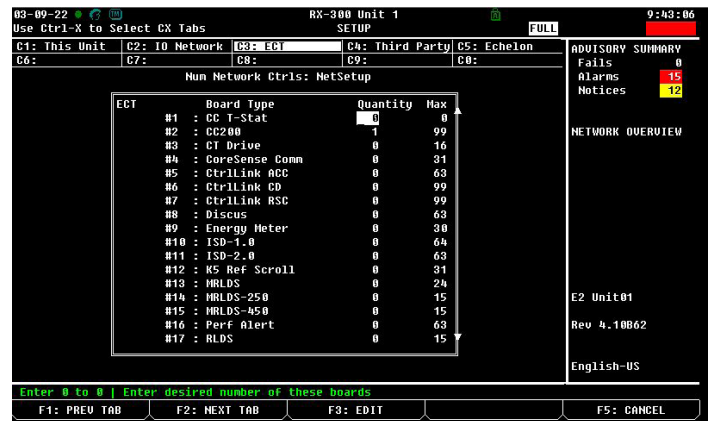 03-09-22 RX-300 Unit 1 9:43:06
Use Ctrl-X to Select CX Tabs SETUP FULL
C1: This Unit C2: IO Network C3: ECT C4: Third Party C5: Echelon
C6: C7: C8: C9: C0:
Num Network Ctrls: NetSetup
ECT Board Type Quantity Max
#1 : CC T-Stat 0 0
#2 : CC200 1 99
#3 : CT Drive 0 16
#4 : CoreSense Comm 0 31
#5 : CtrlLink ACC 0 63
#6 : CtrlLink CD 0 99
#7 : CtrlLink RSC 0 99
#8 : Discus 0 63
#9 : Energy Meter 0 30
#10 : ISD-1.0 0 64
#11 : ISD-2.0 0 63
#12 : K5 Ref Scroll 0 31
#13 : MRLDS 0 24
#14 : MRLDS-250 0 15
#15 : MRLDS-450 0 15
#16 : Perf Alert 0 63
#17 : RLDS 0 15
ADVISORY SUMMARY
Fails 0
Alarms 15
Notices 12
NETWORK OVERVIEW
E2 Unit01
Rev 4.10B62
English-US
Enter 0 to 0 | Enter desired number of these boards
F1: PREV TAB F2: NEXT TAB F3: EDIT F5: CANCEL